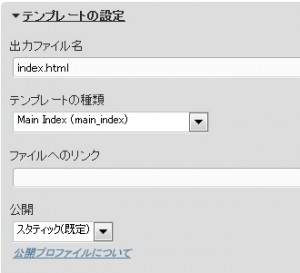 ▼テンプレートの設定
出力ファイル名
index.html
テンプレートの種類
Main Index (main_index)
ファイルへのリンク
公開
スタティック(既定)
公開プロファイルについて